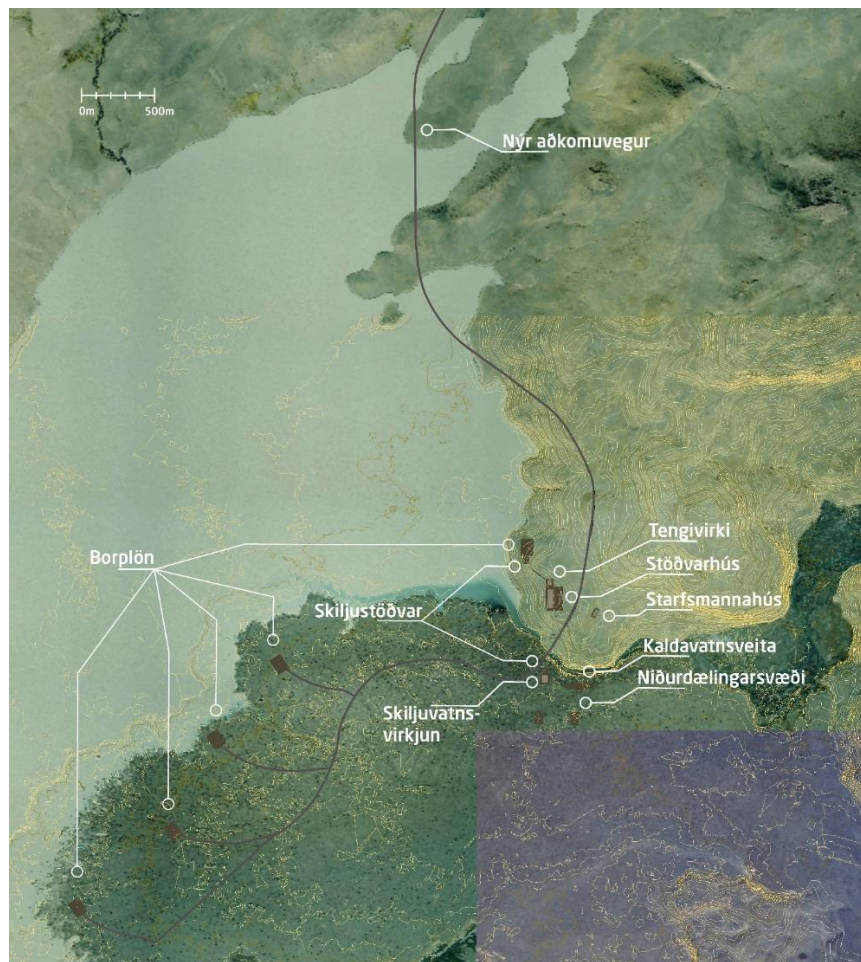 0m 500m
Nýr aðkomuvegur
Tengivirki
Borplön
Stöðvarhús
Starfsmannahús
Skiljustöðvar
Kaldavatnsveita
Niðurdælingarsvæði
Skiljuvatns-
virkjun